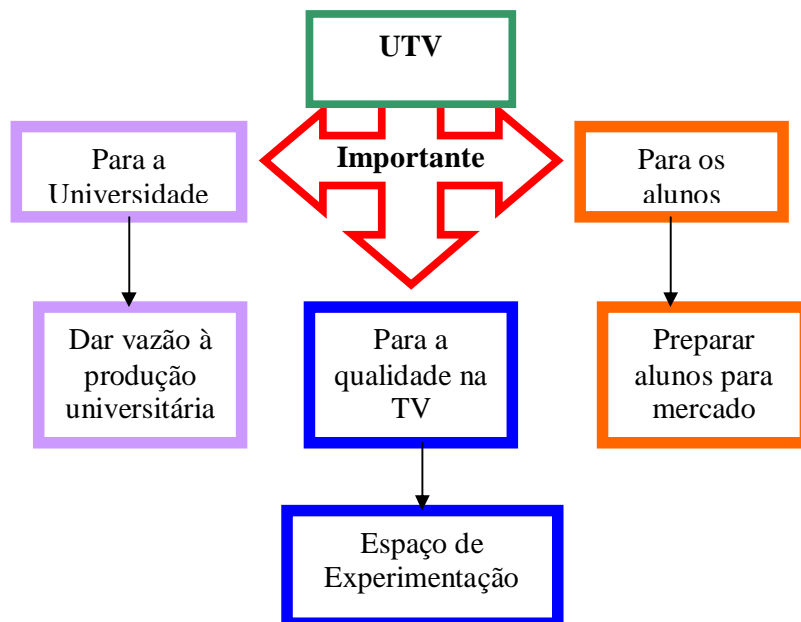 UTV
Importante
Para a
Universidade
Para os
alunos
Dar vazão à
produção
universitária
Para a
qualidade na
TV
Preparar
alunos para
mercado
Espaço de
Experimentação